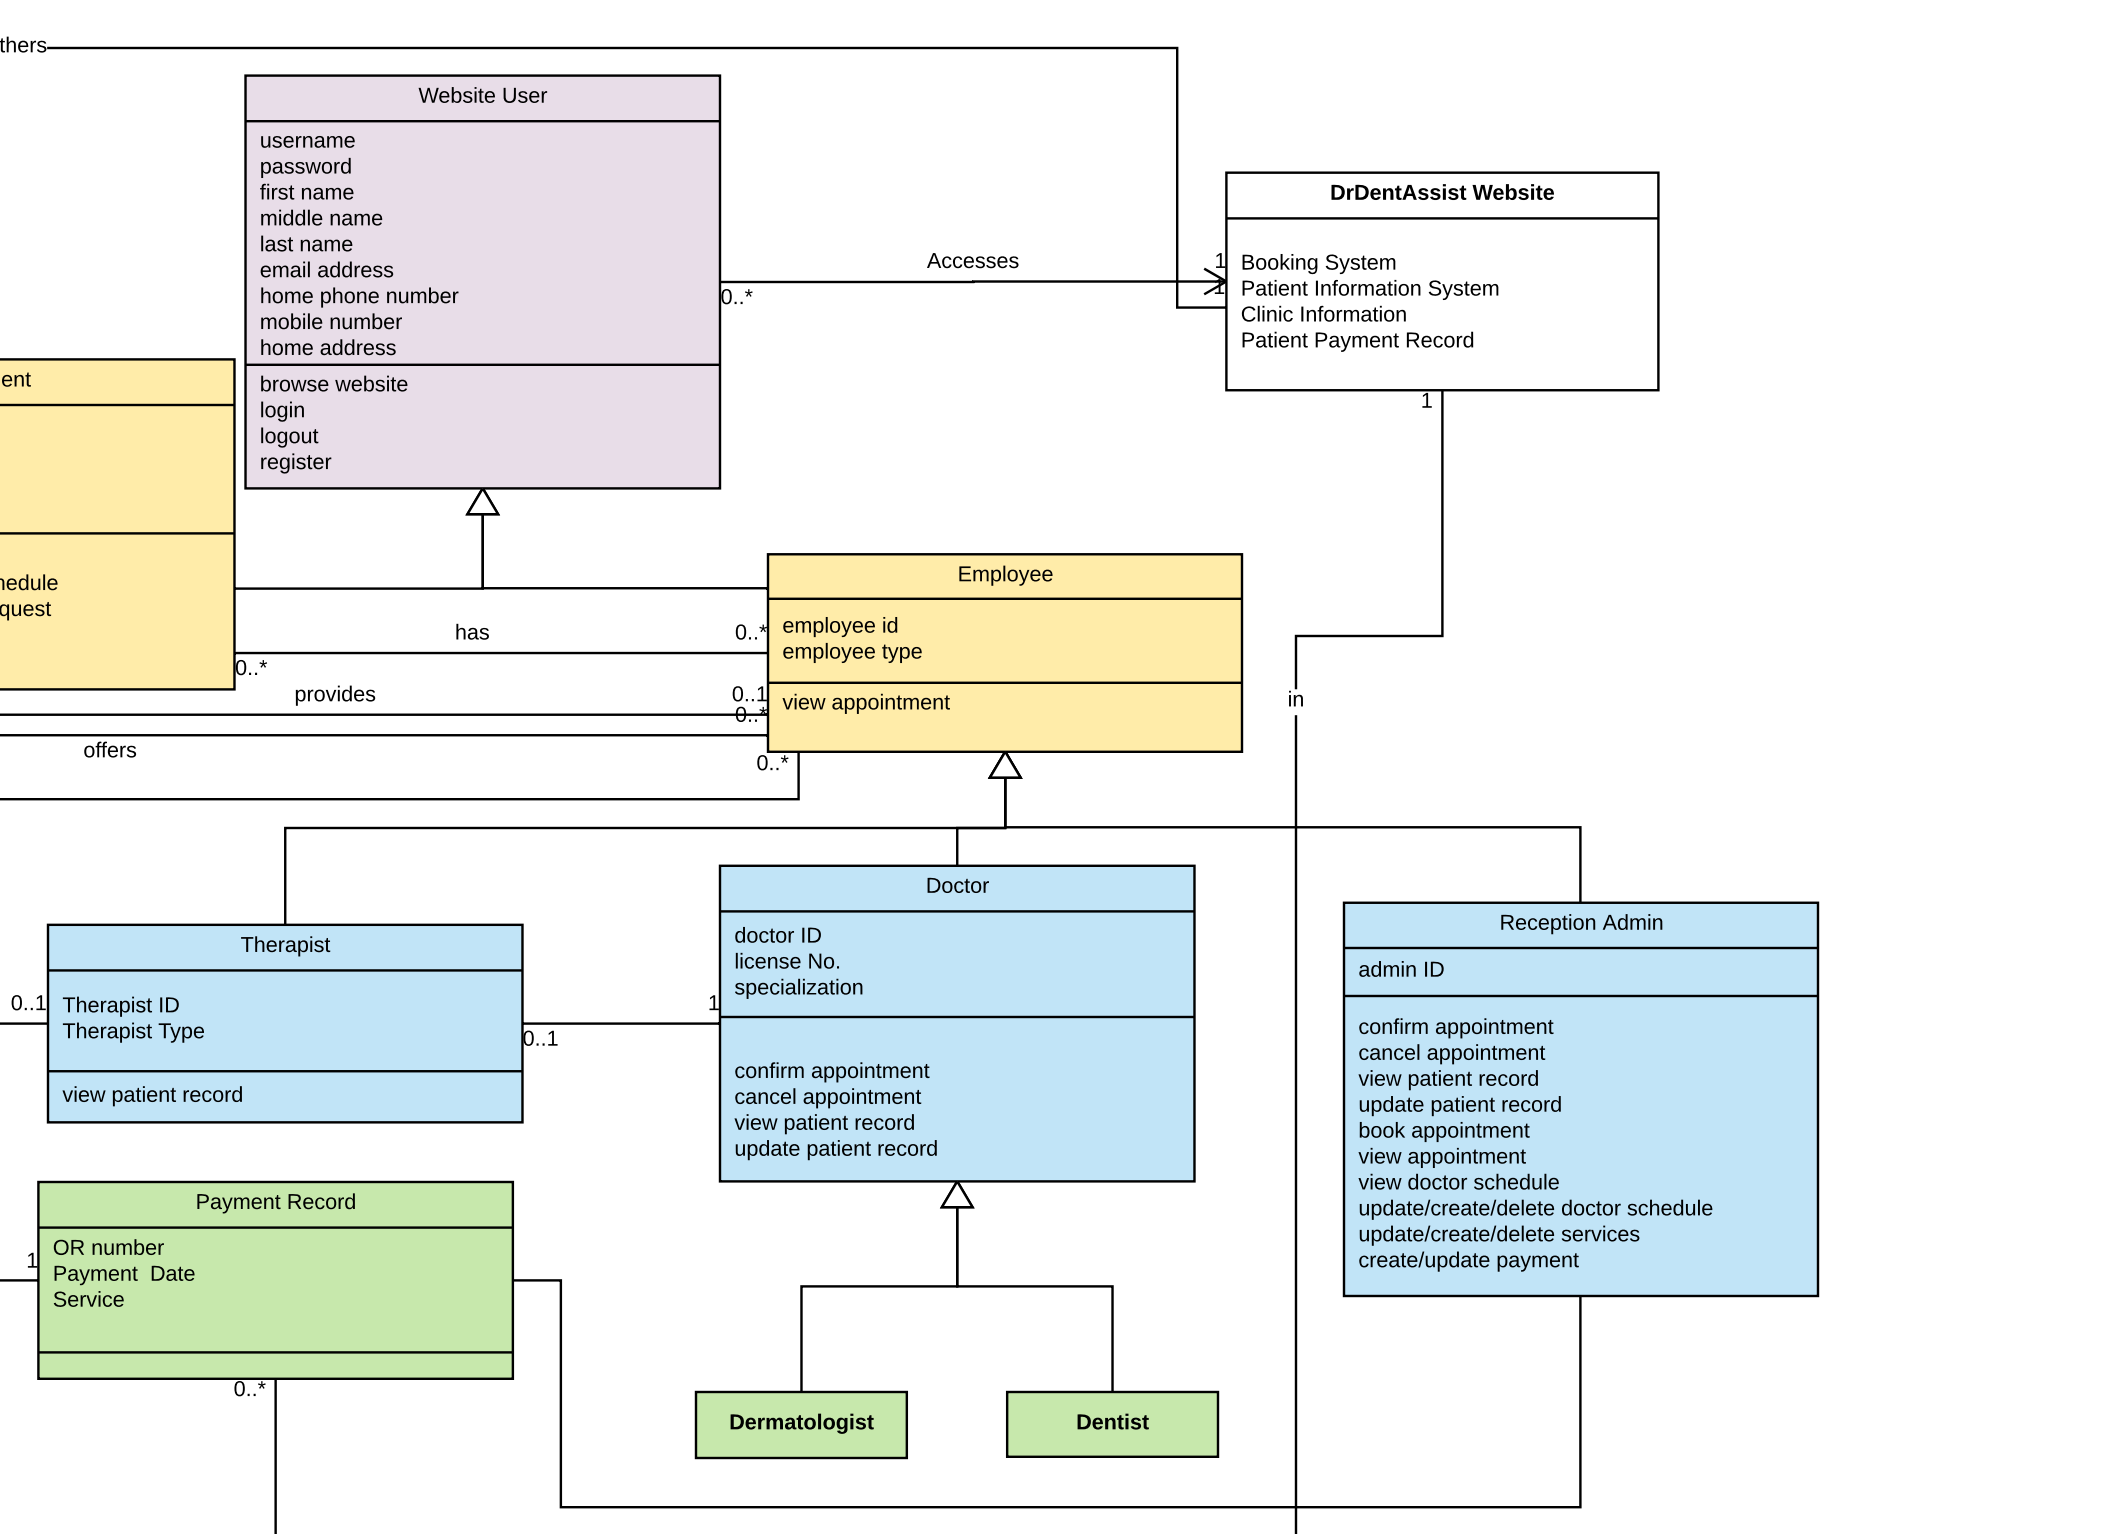 thers
Website User
username
password
first name
middle name
last name
email address
home phone number
mobile number
home address
browse website
login
logout
register
Accesses
0..*
1
1
DrDentAssist Website
Booking System
Patient Information System
Clinic Information
Patient Payment Record
1
in
ent
hedule
quest
has
0..*
0..*
provides
0..1
0..*
offers
0..*
Employee
employee id
employee type
view appointment
Therapist
Therapist ID
Therapist Type
view patient record
0..1
0..1
1
Doctor
doctor ID
license No.
specialization
confirm appointment
cancel appointment
view patient record
update patient record
Reception Admin
admin ID
confirm appointment
cancel appointment
view patient record
update patient record
book appointment
view appointment
view doctor schedule
update/create/delete doctor schedule
update/create/delete services
create/update payment
Payment Record
OR number
Payment  Date
Service
1
0..*
Dermatologist
Dentist